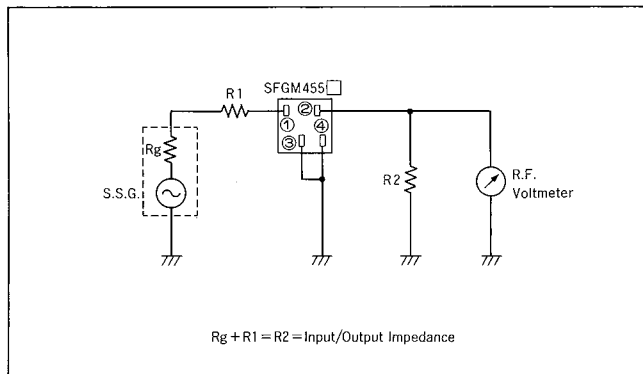 SFGM455□
R1
①
②
③
④
Rg
S.S.G.
R2
R.F.
Voltmeter
Rg+R1=R2=Input/Output Impedance